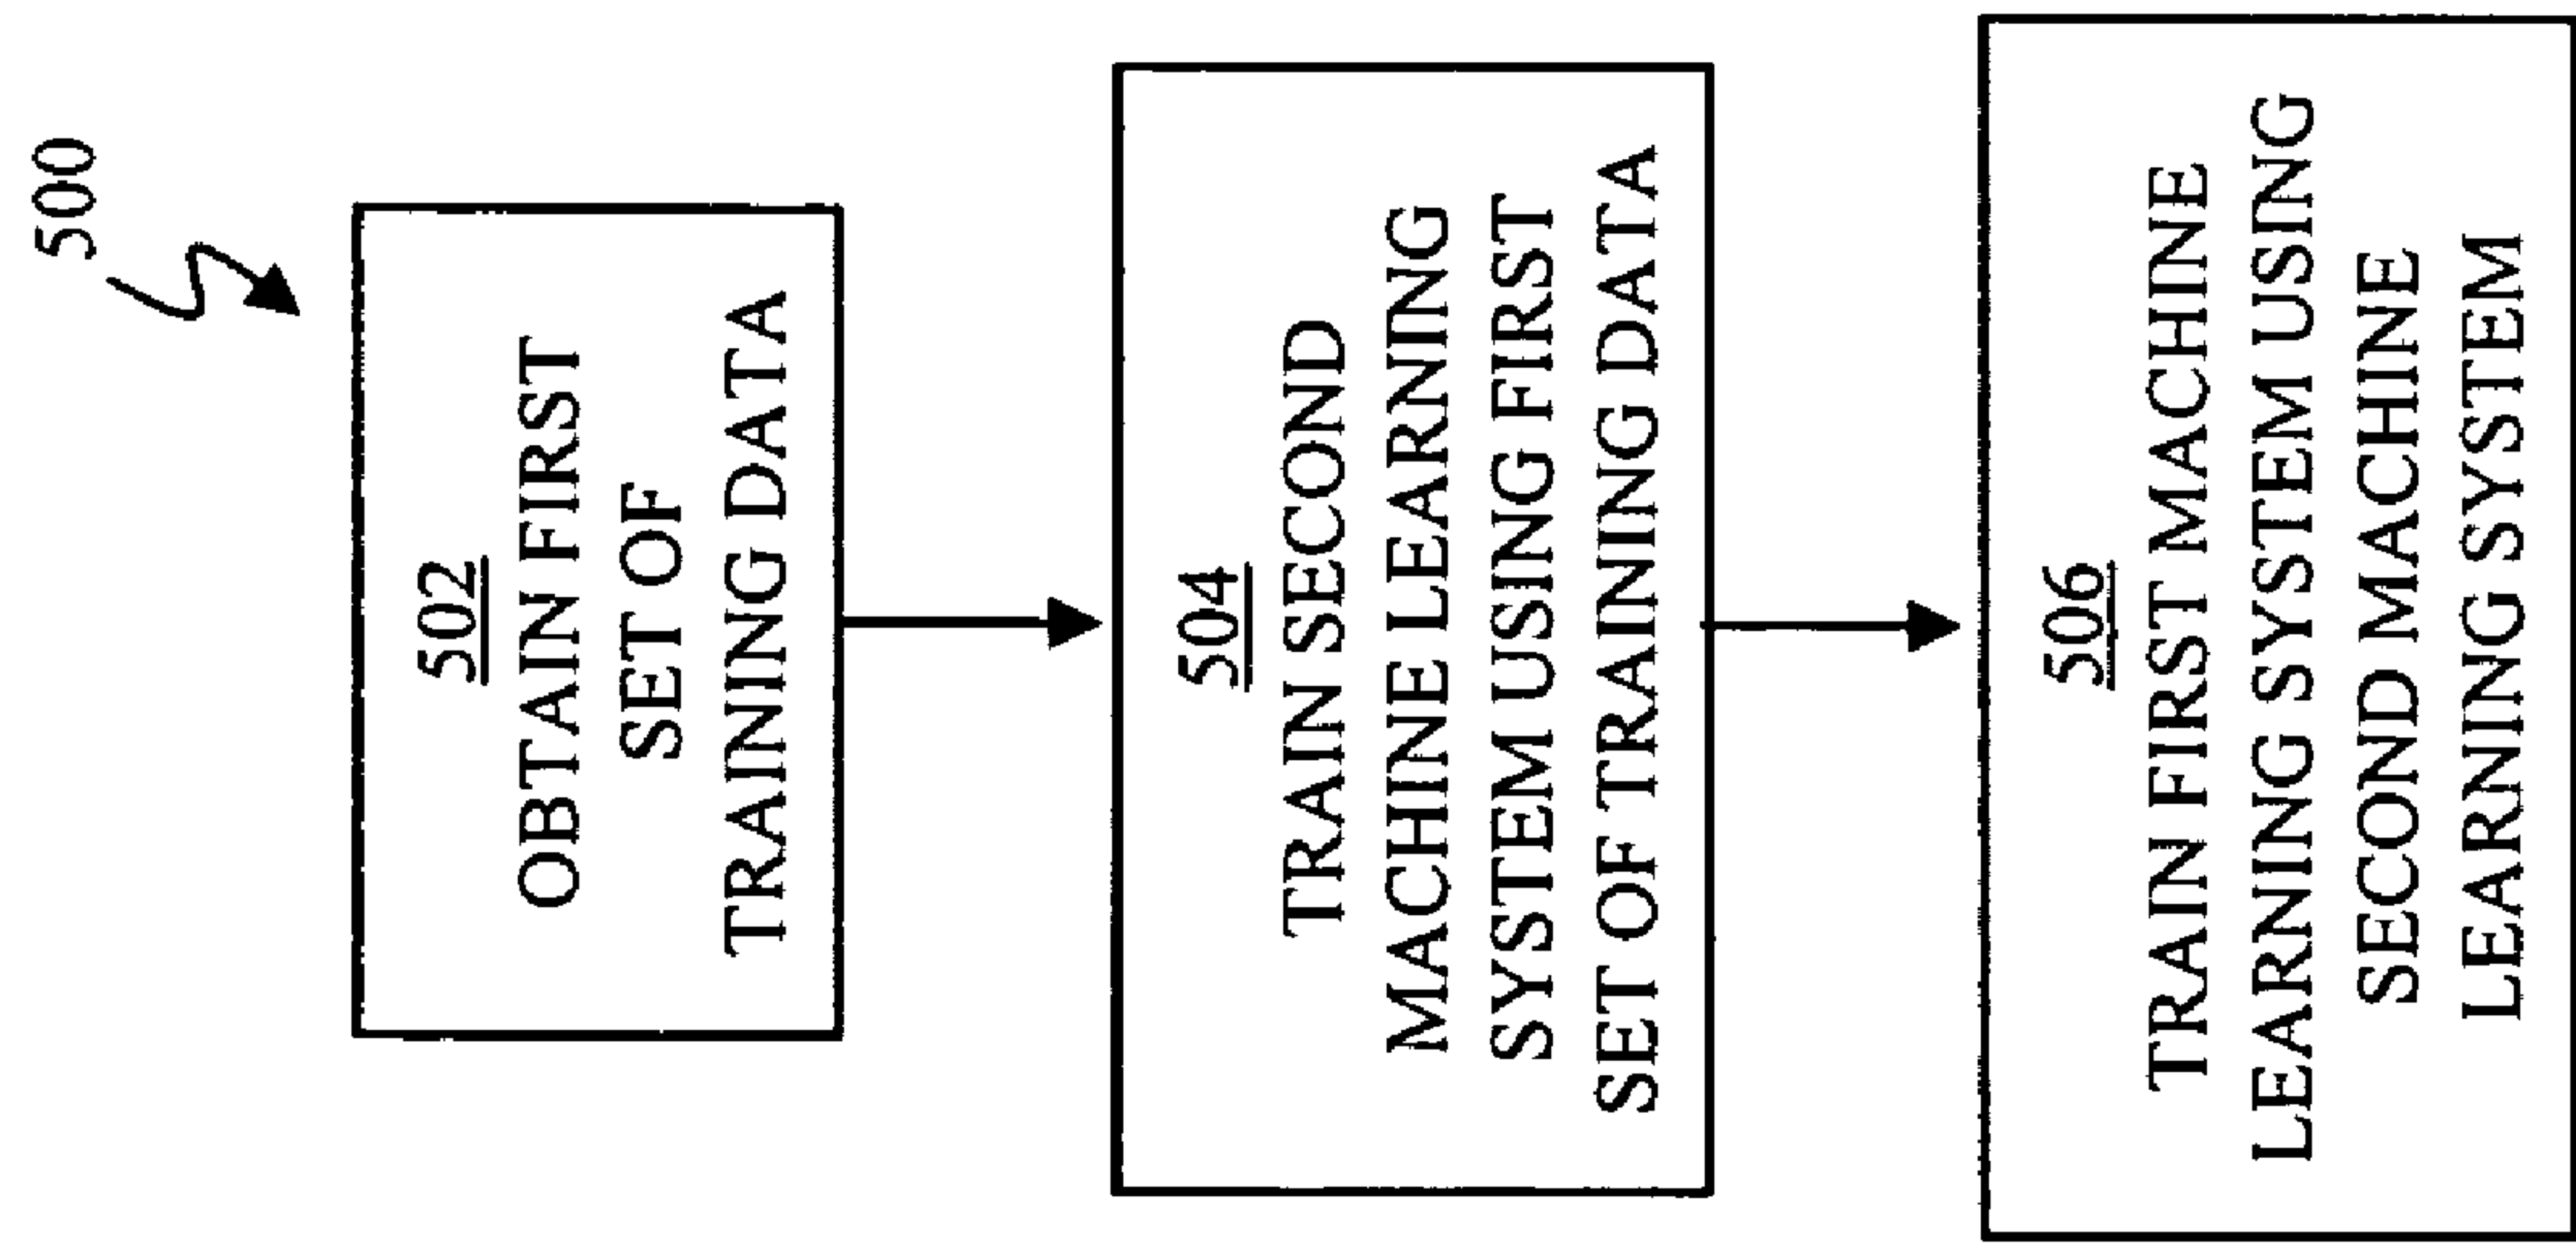 500
502
OBTAIN FIRST
SET OF
TRAINING DATA
504
TRAIN SECOND
MACHINE LEARNING
SYSTEM USING FIRST
SET OF TRAINING DATA
506
TRAIN FIRST MACHINE
LEARNING SYSTEM USING
SECOND MACHINE
LEARNING SYSTEM